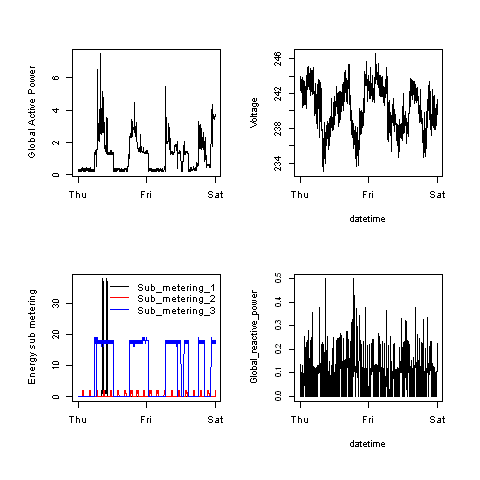 Global Active Power
0
2
4
6
Thu
Fri
Sat
Voltage
234
238
242
246
Thu
Fri
Sat
datetime
Energy sub metering
0
10
20
30
Sub_metering_1
Sub_metering_2
Sub_metering_3
Thu
Fri
Sat
Global_reactive_power
0.0
0.1
0.2
0.3
0.4
0.5
Thu
Fri
Sat
datetime